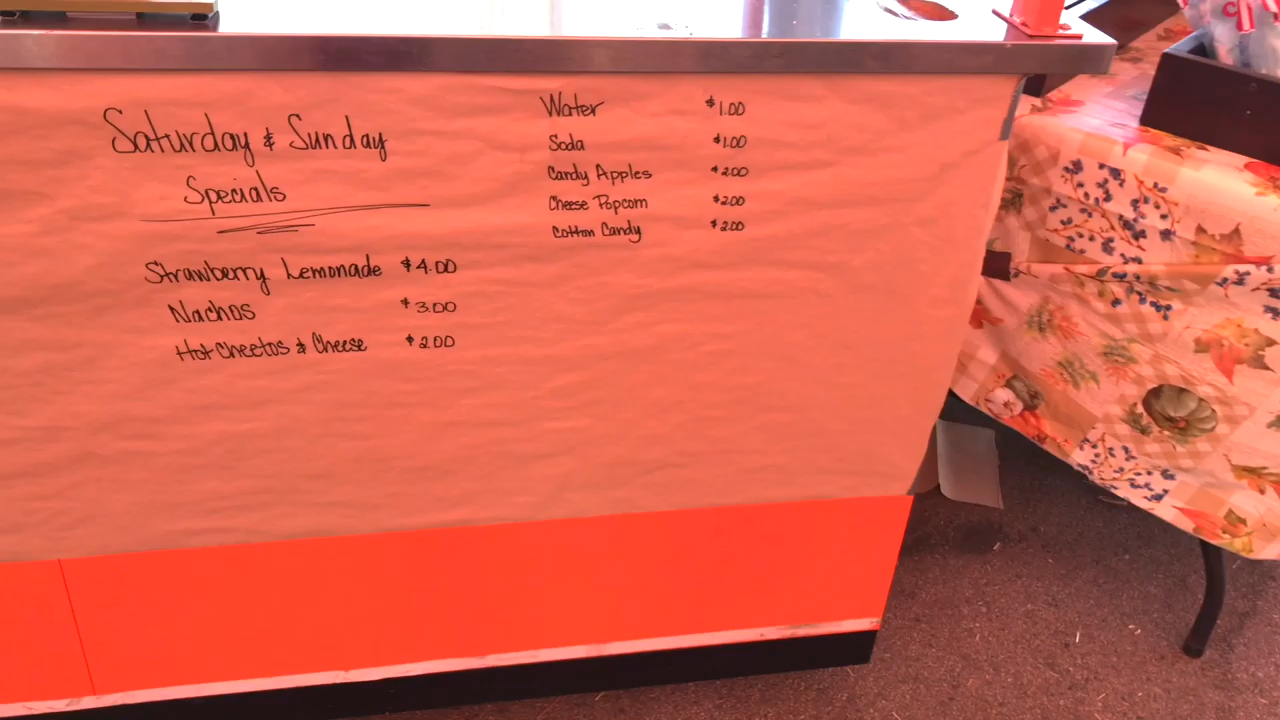 Saturday & Sunday
Specials
Strawberry Lemonade $4.00
Nachos $3.00
Hot Cheetos & Cheese $2.00
Water $1.00
Soda $1.00
Candy Apples $2.00
Cheese Popcorn $2.00
Cotton Candy $2.00